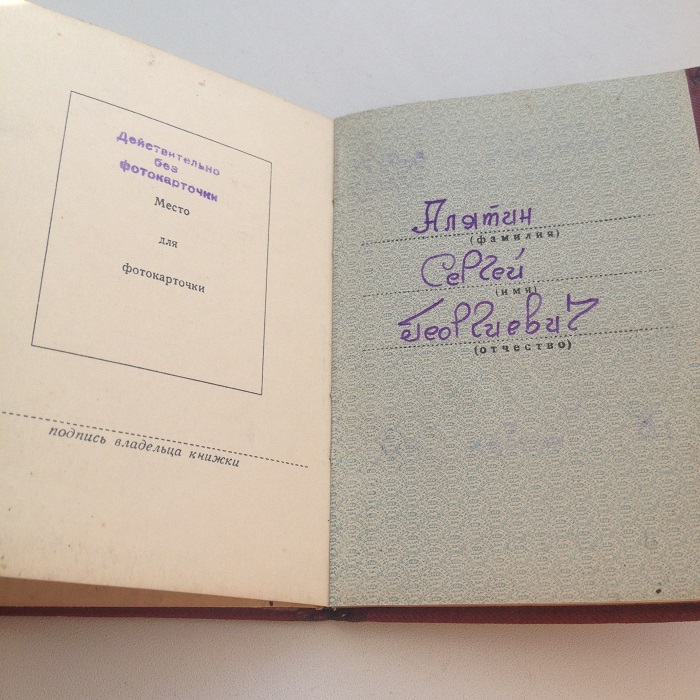 Действительно
без
фотокарточки
Место
для
фотокарточки
подпись владельца книжки
Алятин
(фамилия)
Сергей
(имя)
Георгиевич
(отчество)